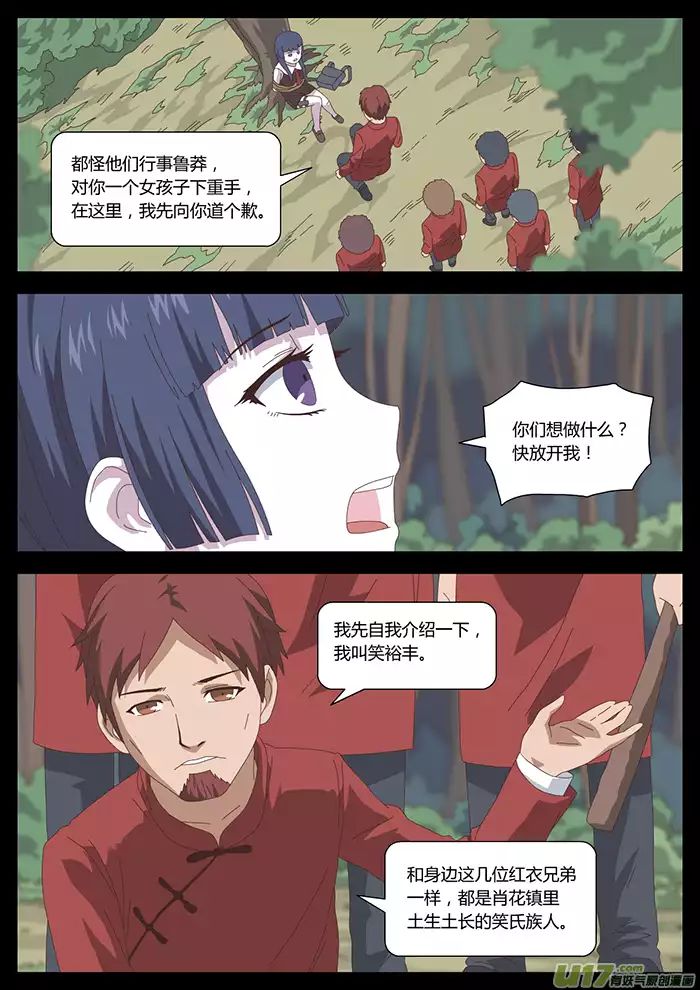 都怪他们行事鲁莽，
对你一个女孩子下重手，
在这里，我先向你道个歉。
你们想做什么？
快放开我！
我先自我介绍一下，
我叫笑裕丰。
和身边这几位红衣兄弟
一样，都是肖花镇里
土生土长的笑氏族人。
U17.com
有妖气原创漫画